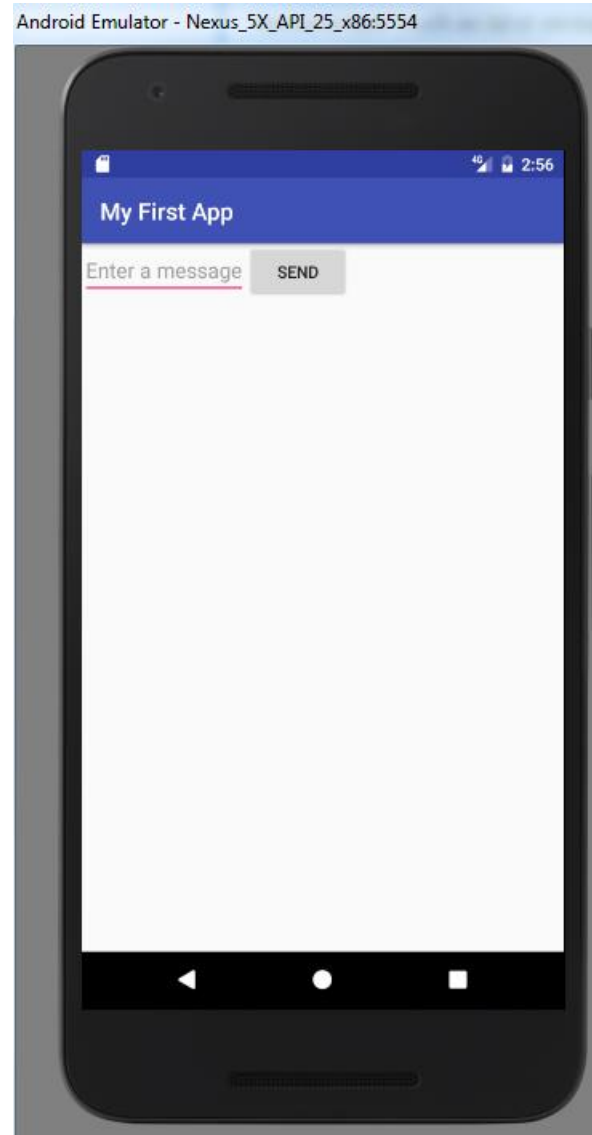 Android Emulator - Nexus_5X_API_25_x86:5554
4G 2:56
My First App
Enter a message SEND